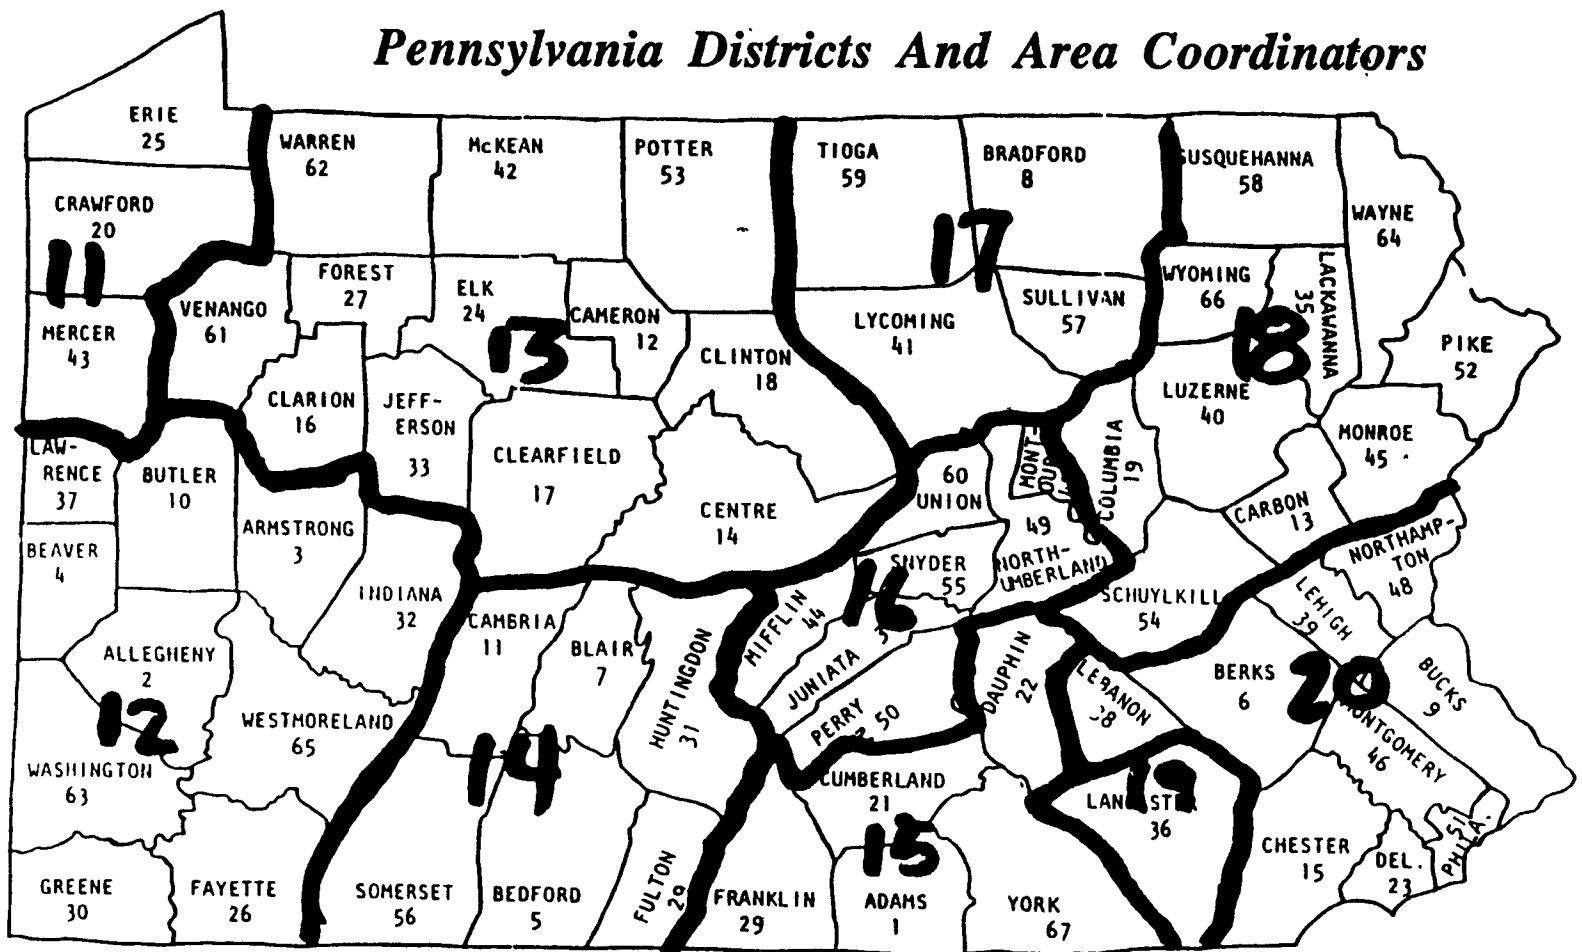 Pennsylvania Districts And Area Coordinators
ERIE
25
WARREN
62
McKEAN
42
POTTER
53
TIOGA
59
BRADFORD
8
SUSQUEHANNA
58
WAYNE
64
CRAWFORD
20
11
17
FOREST
27
ELK
24
VENANGO
61
CAMERON
12
13
SULLIVAN
57
WYOMING
66
LACKAWANNA
35
18
MERCER
43
LYCOMING
41
CLINTON
18
PIKE
52
CLARION
16
JEFF-
ERSON
33
LUZERNE
40
MONROE
45
LAW-
RENCE
37
BUTLER
10
CLEARFIELD
17
CENTRE
14
60
UNION
MONT-
COLUMBIA
19
CARBON
13
ARMSTRONG
3
BEAVER
4
49
NORTH-
UMBERLAND
SNYDER
55
16
NORTHAMP-
TON
48
INDIANA
32
CAMBRIA
11
BLAIR
7
HUNTINGDON
31
MIFFLIN
44
SCHUYLKILL
54
LEHIGH
39
ALLEGHENY
2
12
JUNIATA
DAUPHIN
22
LEBANON
38
BERKS
6
20
BUCKS
9
WESTMORELAND
65
PERRY
50
MONTGOMERY
46
WASHINGTON
63
14
CUMBERLAND
21
15
19
LANCASTER
36
CHESTER
15
DEL.
23
PHILA.
51
GREENE
30
FAYETTE
26
SOMERSET
56
BEDFORD
5
FULTON
29
FRANKLIN
29
ADAMS
1
YORK
67